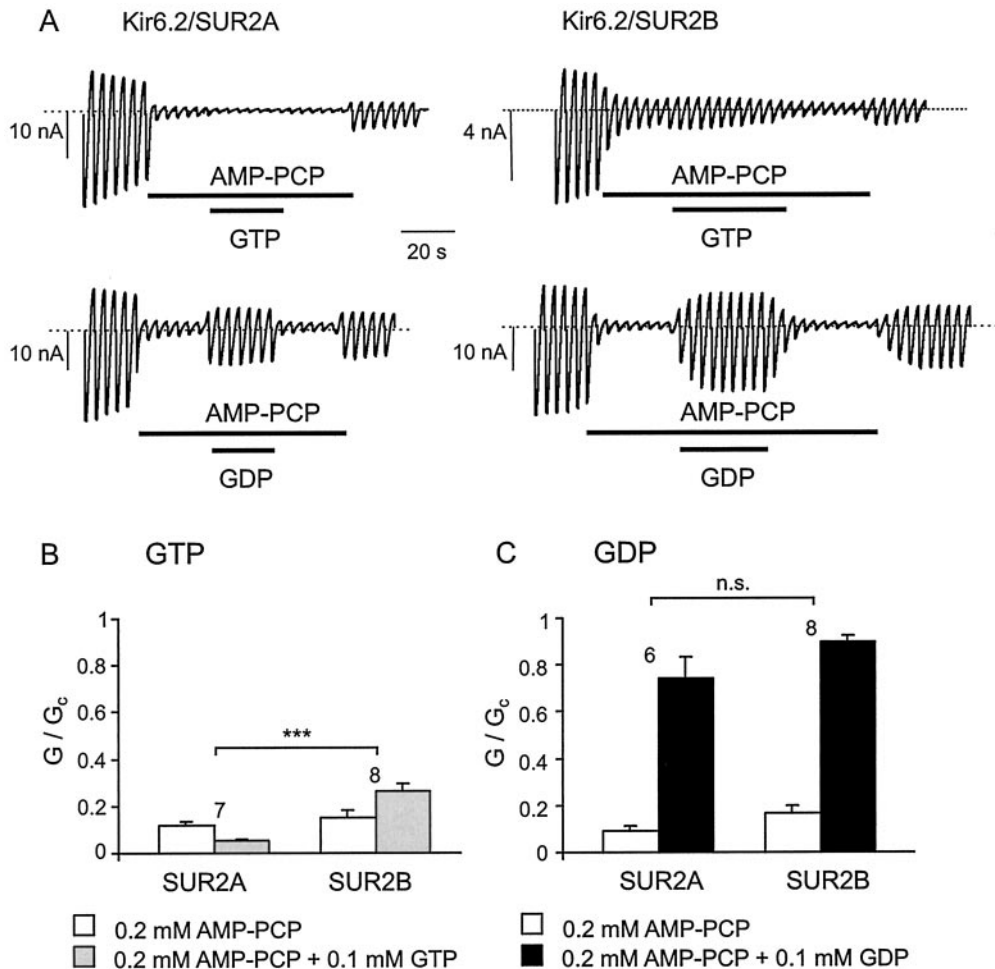 A Kir6.2/SUR2A Kir6.2/SUR2B
10 nA 4 nA
AMP-PCP AMP-PCP
GTP 20 s GTP
10 nA 10 nA
AMP-PCP AMP-PCP
GDP GDP
B GTP
G / Gc
1
0.8
0.6
0.4
0.2
0
***
7
8
SUR2A SUR2B
0.2 mM AMP-PCP
0.2 mM AMP-PCP + 0.1 mM GTP
C GDP
G / Gc
1
0.8
0.6
0.4
0.2
0
n.s.
6
8
SUR2A SUR2B
0.2 mM AMP-PCP
0.2 mM AMP-PCP + 0.1 mM GDP